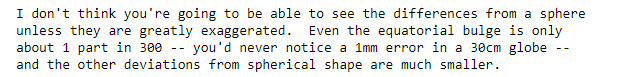 I don't think you're going to be able to see the differences from a sphere
unless they are greatly exaggerated.  Even the equatorial bulge is only
about 1 part in 300 -- you'd never notice a 1mm error in a 30cm globe --
and the other deviations from spherical shape are much smaller.